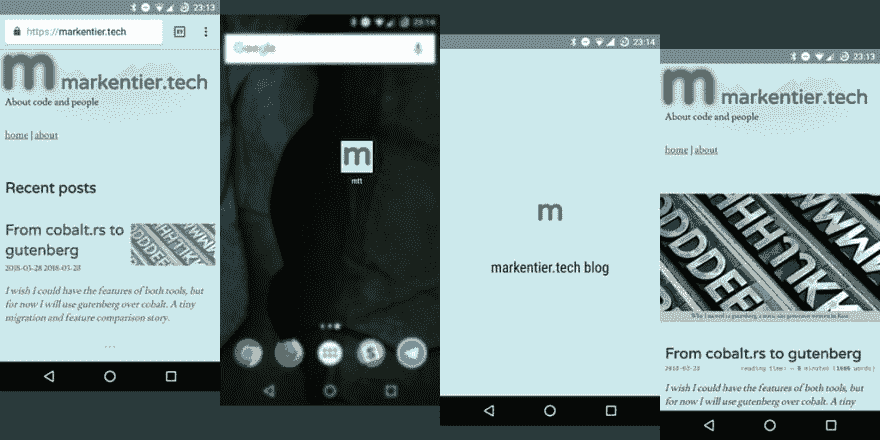 23:13
https://markentier.tech
m markentier.tech
About code and people
home | about
Recent posts
From cobalt.rs to
gutenberg
2018-03-28 2018-03-28
I wish I could have the features of both tools, but
for now I will use gutenberg over cobalt. A tiny
migration and feature comparison story.
...
23:14
Google
m
mtt
23:14
m
markentier.tech blog
23:13
m markentier.tech
About code and people
home | about
From cobalt.rs to gutenberg
2018-03-28 reading time: ~ 8 minutes
I wish I could have the features of both tools, but
for now I will use gutenberg over cobalt. A tiny